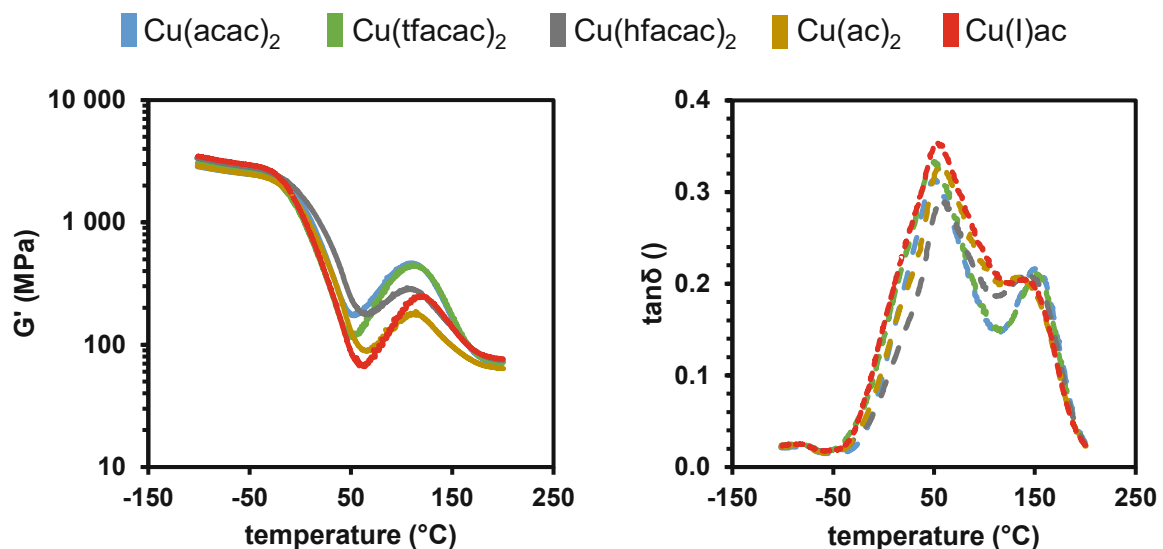 Cu(acac)2 Cu(tfacac)2 Cu(hfacac)2 Cu(ac)2 Cu(I)ac
10 000
1 000
100
10
G' (MPa)
-150 -50 50 150 250
temperature (°C)
0.4
0.3
0.2
0.1
0.0
tanδ ()
-150 -50 50 150 250
temperature (°C)